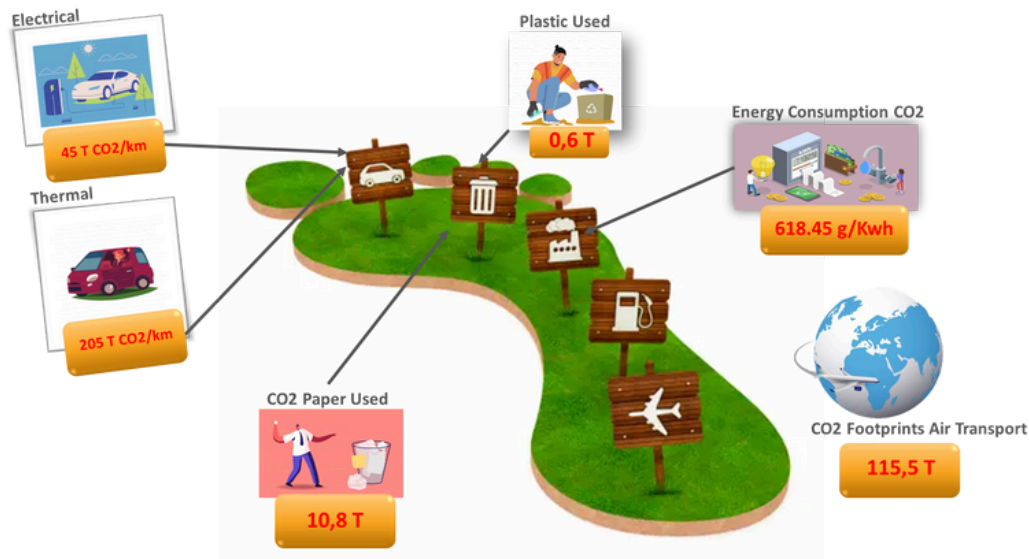 Electrical
45 T CO2/km
Thermal
205 T CO2/km
Plastic Used
0,6 T
Energy Consumption CO2
618.45 g/Kwh
CO2 Paper Used
10,8 T
CO2 Footprints Air Transport
115,5 T